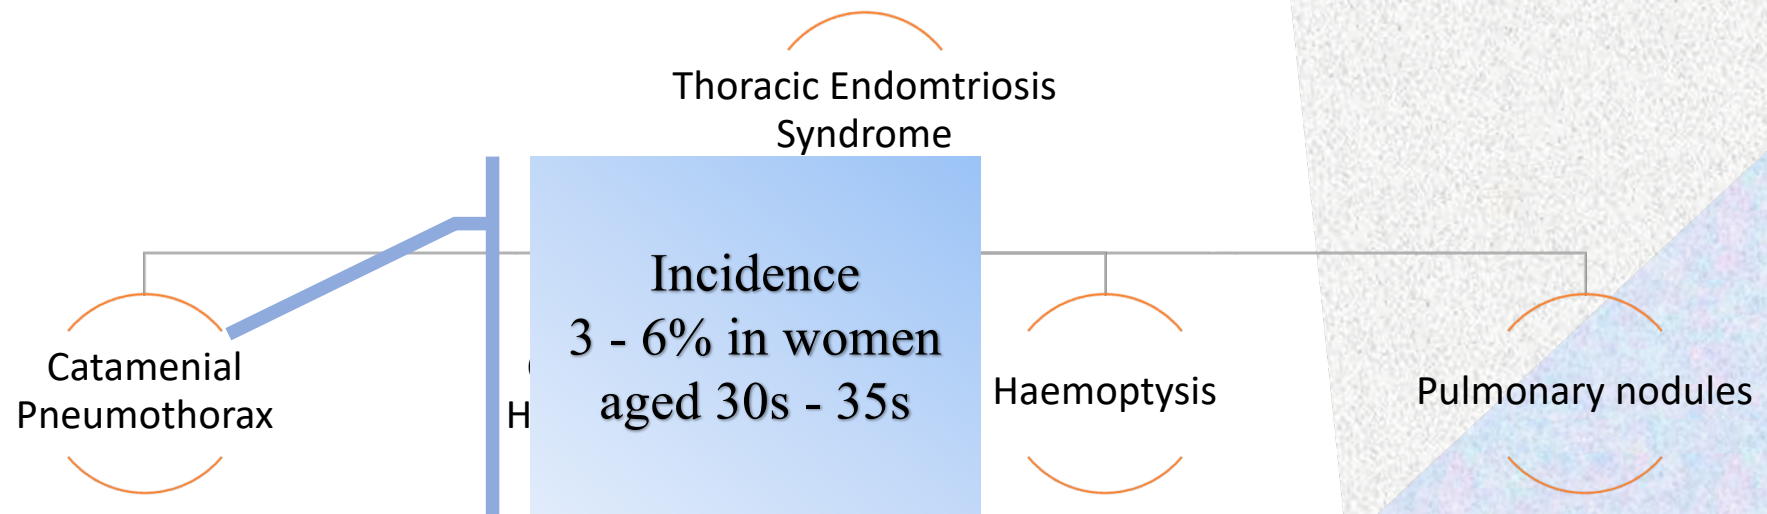 Thoracic Endomtriosis
Syndrome
Catamenial
Pneumothorax
Incidence
3 - 6% in women
aged 30s - 35s
Haemoptysis
Pulmonary nodules